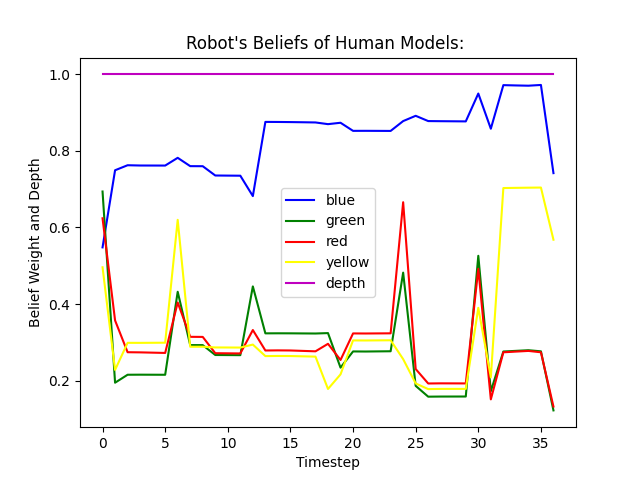 Robot's Beliefs of Human Models:
Belief Weight and Depth
1.0
0.8
0.6
0.4
0.2
blue
green
red
yellow
depth
0 5 10 15 20 25 30 35
Timestep